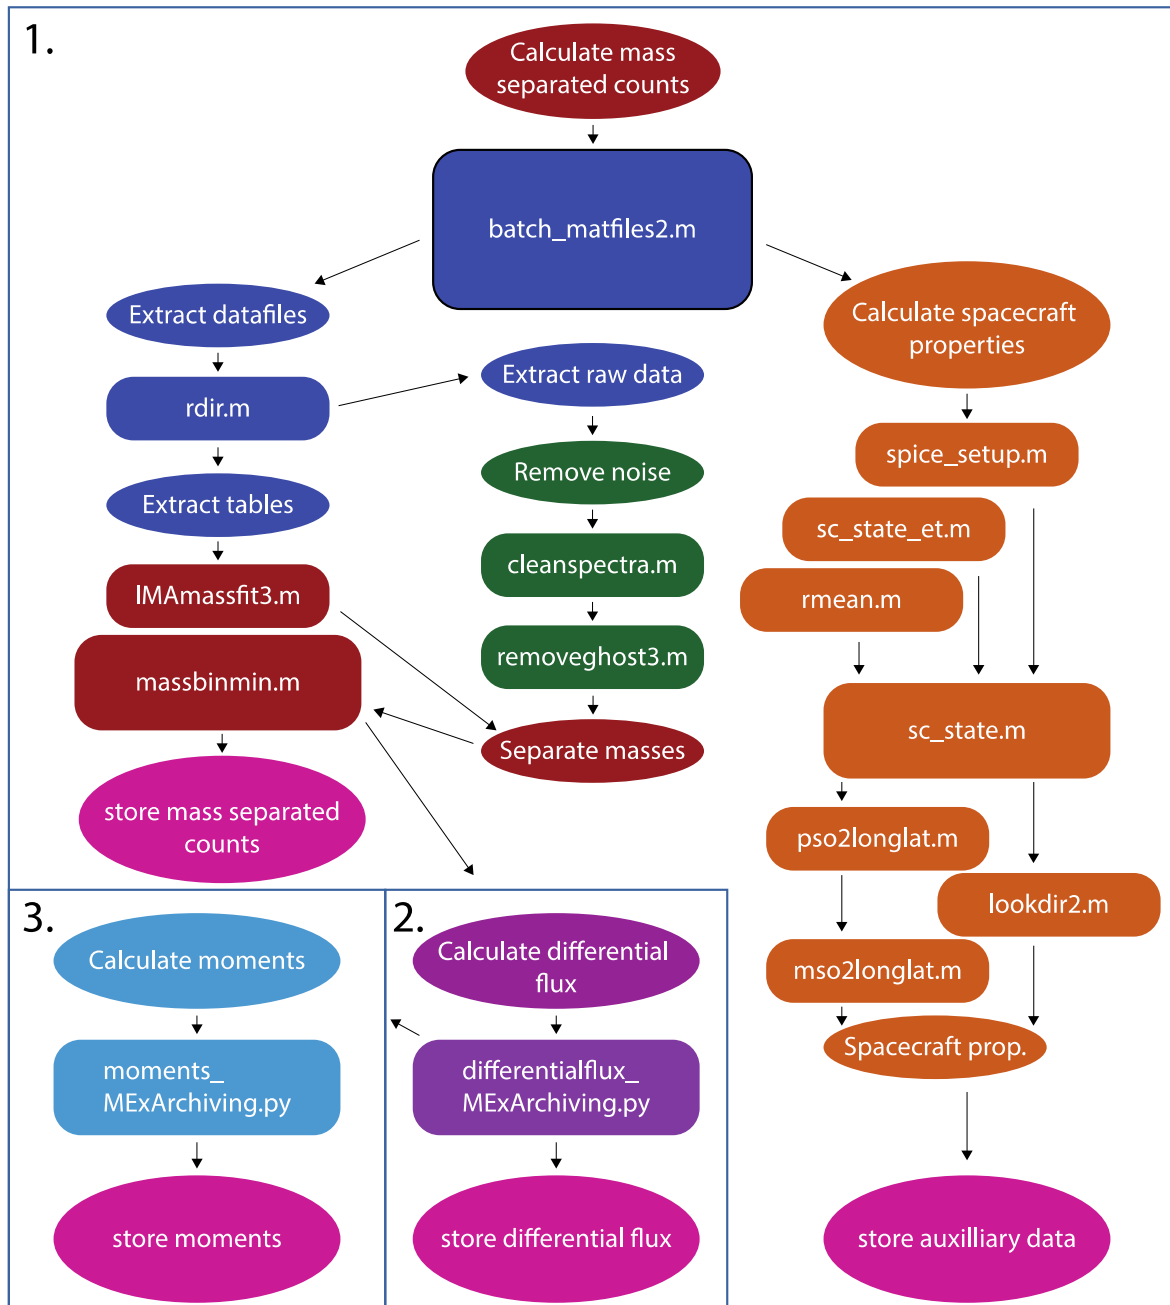 1.
Calculate mass
separated counts
batch_matfiles2.m
Extract datafiles
rdir.m
Extract tables
IMAmassfit3.m
massbinmin.m
store mass separated
counts
Extract raw data
Remove noise
cleanspectra.m
removeghost3.m
Separate masses
Calculate spacecraft
properties
spice_setup.m
sc_state_et.m
rmean.m
sc_state.m
pso2longlat.m
lookdir2.m
mso2longlat.m
Spacecraft prop.
store auxilliary data
3.
Calculate moments
moments_
MExArchiving.py
store moments
2.
Calculate differential
flux
differentialflux_
MExArchiving.py
store differential flux